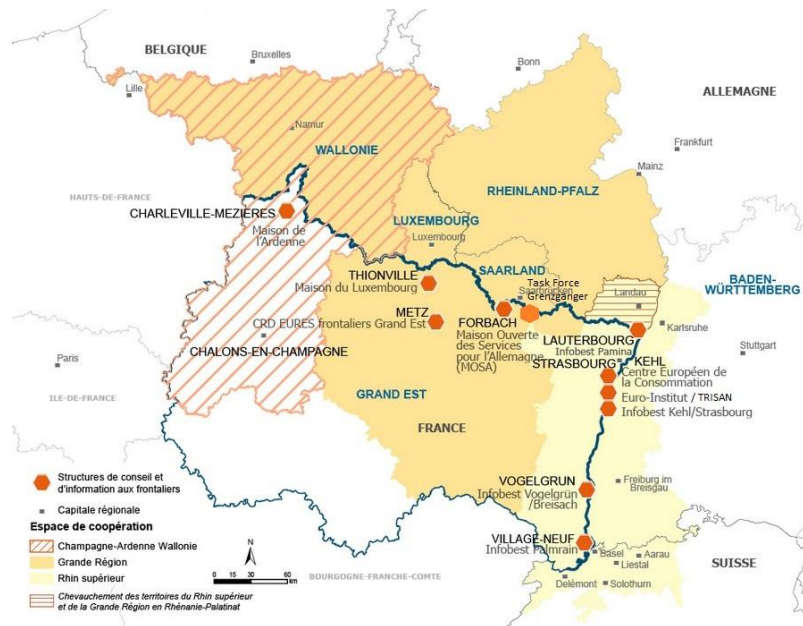 BELGIQUE
Bruxelles
Bonn
ALLEMAGNE
Lille
Namur
WALLONIE
Frankfurt
Mainz
HAUTS-DE-FRANCE
RHEINLAND-PFALZ
CHARLEVILLE-MEZIÈRES
Maison de
l'Ardenne
LUXEMBOURG
Luxembourg
SAARLAND
BADEN-
WÜRTTEMBERG
THIONVILLE
Maison du Luxembourg
Task Force
Saarbrücken
Grenzgänger
Landau
METZ
CRD EURES frontaliers Grand Est
FORBACH
Maison Ouverte
des Services
pour l'Allemagne
(MOSA)
Karlsruhe
LAUTERBOURG
Infobest Pamina
Stuttgart
CHALONS-EN-CHAMPAGNE
Paris
STRASBOURG
KEHL
Centre Européen de
la Consommation
Euro-Institut / TRISAN
Infobest Kehl/Strasbourg
ILE-DE-FRANCE
GRAND EST
FRANCE
VOGELGRUN
Infobest Vogelgrün
/Breisach
Freiburg im
Breisgau
VILLAGE-NEUF
Infobest Palmrain
Basel
Aarau
Liestal
SUISSE
Delémont
Solothurn
BOURGOGNE-FRANCHE-COMTE
Structures de conseil et
d'information aux frontaliers
Capitale régionale
Espace de coopération
Champagne-Ardenne Wallonie
Grande Région
Rhin supérieur
Chevauchement des territoires du Rhin supérieur
et de la Grande Région en Rhénanie-Palatinat
N
0 15 30 60
km